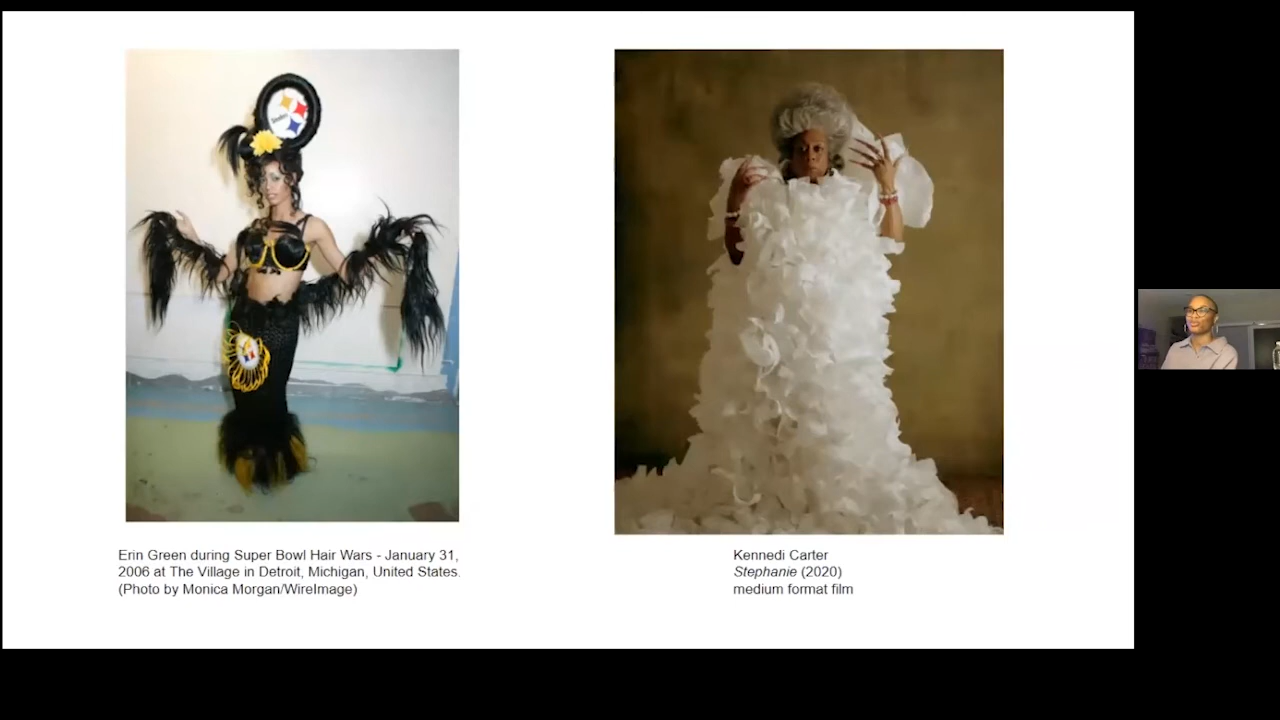 Erin Green during Super Bowl Hair Wars - January 31,
2006 at The Village in Detroit, Michigan, United States.
(Photo by Monica Morgan/WireImage)
Kennedi Carter
Stephanie (2020)
medium format film